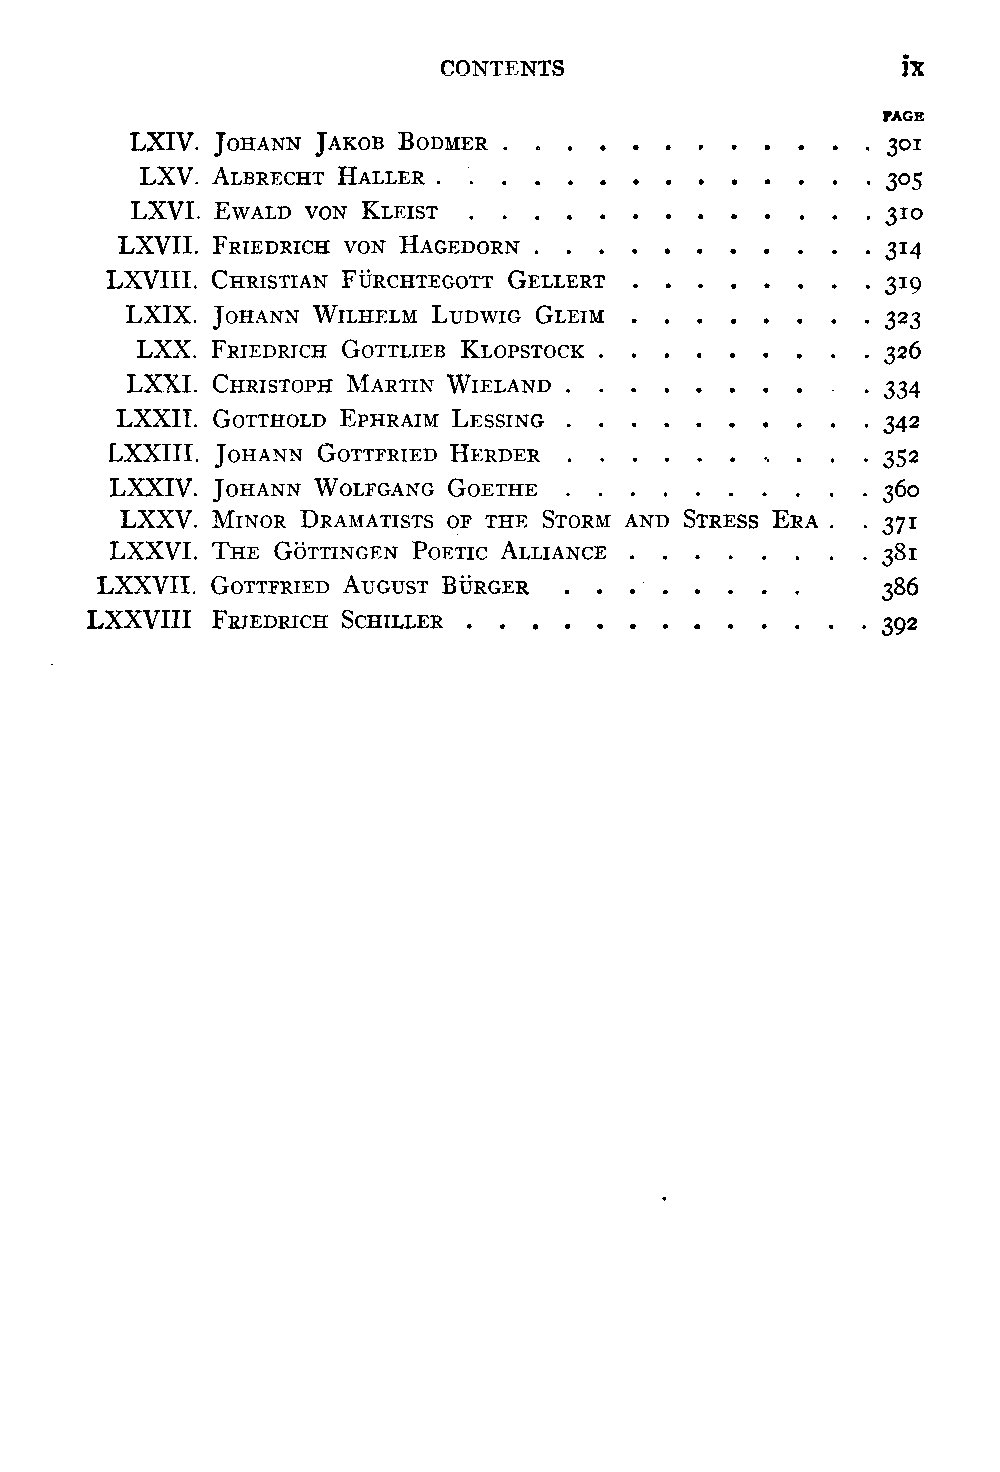 CONTENTS ix
PAGE
LXIV. Johann Jakob Bodmer . . . . . . . . . . . . 301
LXV. Albrecht Haller . . . . . . . . . . . . . . 305
LXVI. Ewald von Kleist . . . . . . . . . . . . . 310
LXVII. Friedrich von Hagedorn . . . . . . . . . . . 314
LXVIII. Christian Fürchtegott Gellert . . . . . . . . 319
LXIX. Johann Wilhelm Ludwig Gleim . . . . . . . . 323
LXX. Friedrich Gottlieb Klopstock . . . . . . . . . 326
LXXI. Christoph Martin Wieland . . . . . . . . . . 334
LXXII. Gotthold Ephraim Lessing . . . . . . . . . . 342
LXXIII. Johann Gottfried Herder . . . . . . . . . . 352
LXXIV. Johann Wolfgang Goethe . . . . . . . . . . 360
LXXV. Minor Dramatists of the Storm and Stress Era . . 371
LXXVI. The Göttingen Poetic Alliance . . . . . . . . 381
LXXVII. Gottfried August Bürger . . . . . . . . 386
LXXVIII Friedrich Schiller . . . . . . . . . . . . . 392